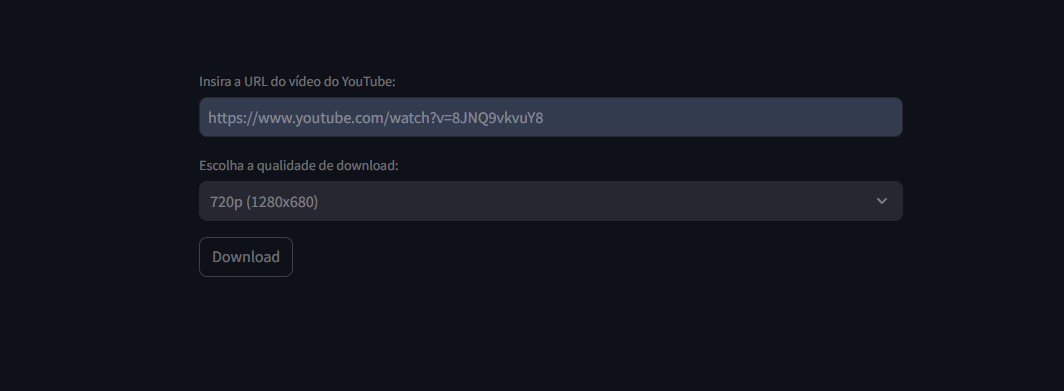 Insira a URL do vídeo do YouTube:
https://www.youtube.com/watch?v=8JNQ9vkvuY8
Escolha a qualidade de download:
720p (1280x680)
Download